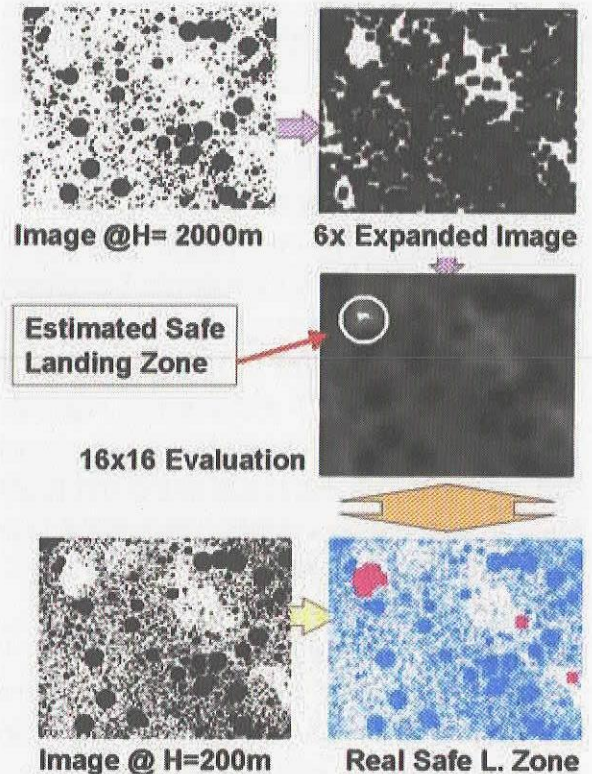 Image @H= 2000m
6x Expanded Image
Estimated Safe
Landing Zone
16x16 Evaluation
Image @ H=200m
Real Safe L. Zone